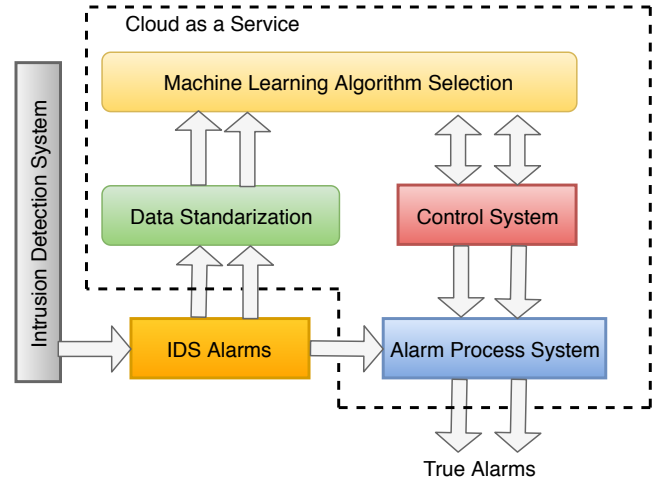 Cloud as a Service
Machine Learning Algorithm Selection
Intrusion Detection System
Data Standarization
Control System
IDS Alarms
Alarm Process System
True Alarms